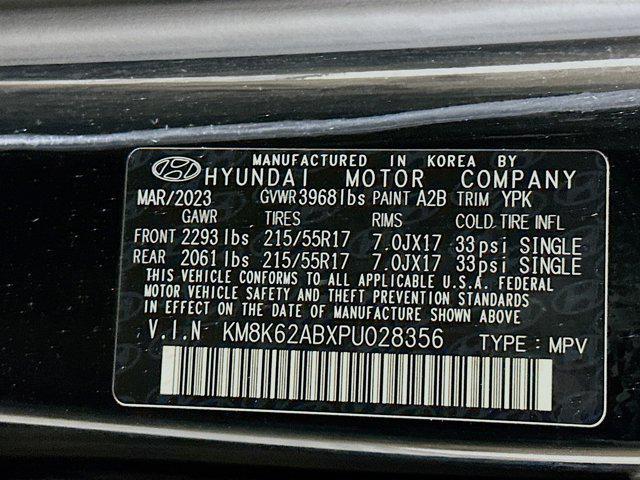 MANUFACTURED IN KOREA BY
HYUNDAI MOTOR COMPANY
MAR/2023 GVWR 3968lbs PAINT A2B TRIM YPK
GAWR TIRES RIMS COLD TIRE INFL
FRONT 2293 lbs 215/55R17 7.0JX17 33psi SINGLE
REAR 2061 lbs 215/55R17 7.0JX17 33psi SINGLE
THIS VEHICLE CONFORMS TO ALL APPLICABLE U.S.A. FEDERAL
MOTOR VEHICLE SAFETY AND THEFT PREVENTION STANDARDS
IN EFFECT ON THE DATE OF MANUFACTURE SHOWN ABOVE
V.I.N KM8K62ABXPU028356 TYPE : MPV